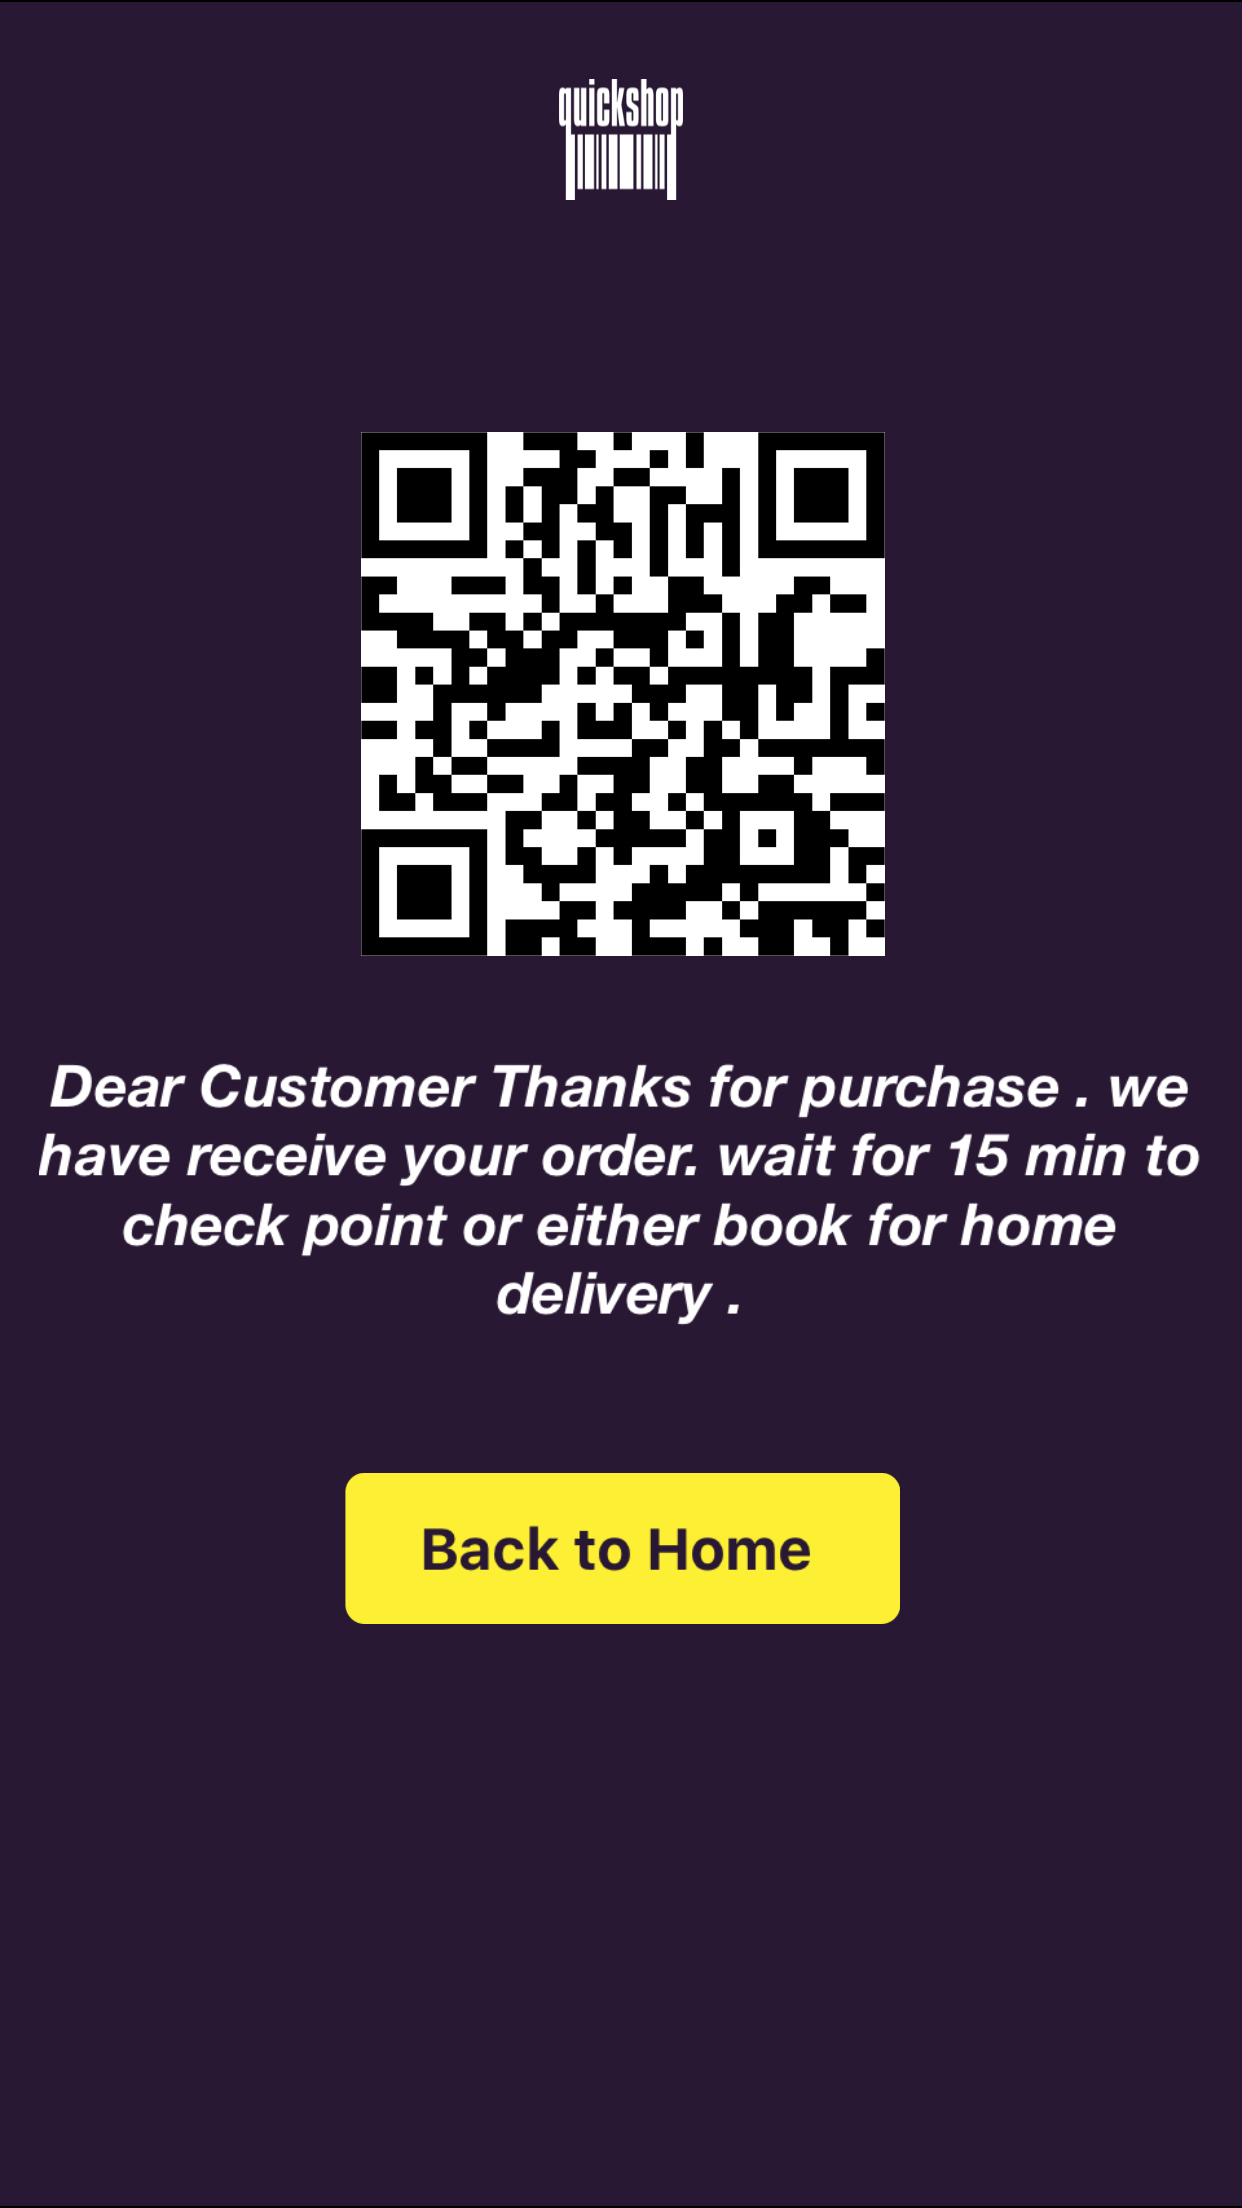 quickshop
Dear Customer Thanks for purchase . we
have receive your order. wait for 15 min to
check point or either book for home
delivery .
Back to Home